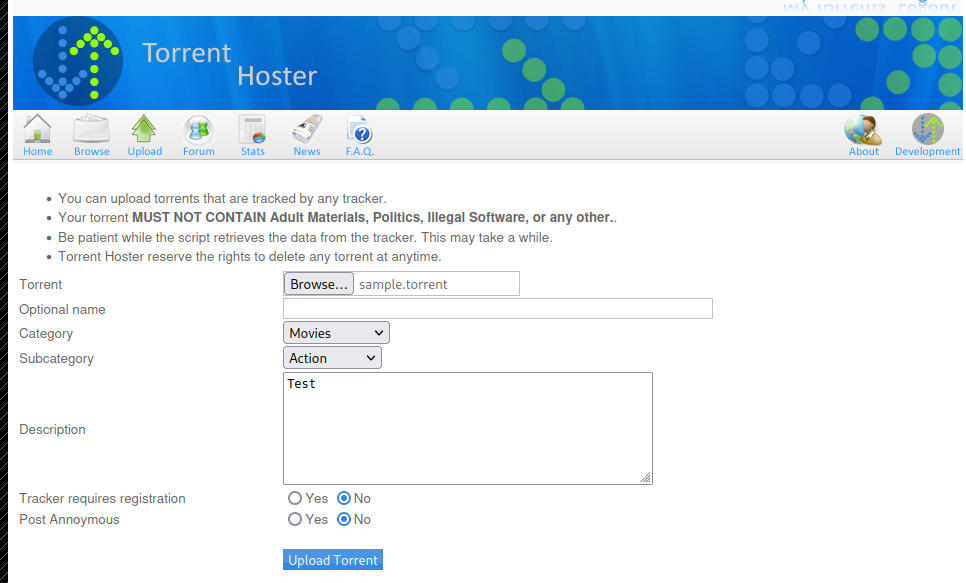 My Torrents Logout
Torrent
Hoster
Home Browse Upload Forum Stats News F.A.Q. About Development
You can upload torrents that are tracked by any tracker.
Your torrent MUST NOT CONTAIN Adult Materials, Politics, Illegal Software, or any other..
Be patient while the script retrieves the data from the tracker. This may take a while.
Torrent Hoster reserve the rights to delete any torrent at anytime.
Torrent Browse... sample.torrent
Optional name
Category Movies
Subcategory Action
Test
Description
Tracker requires registration Yes No
Post Annoymous Yes No
Upload Torrent